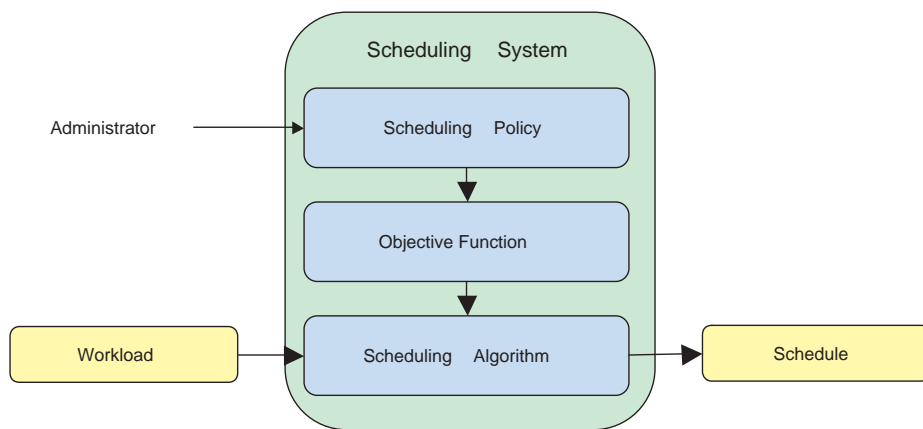 Scheduling System
Administrator
Scheduling Policy
Objective Function
Workload
Scheduling Algorithm
Schedule